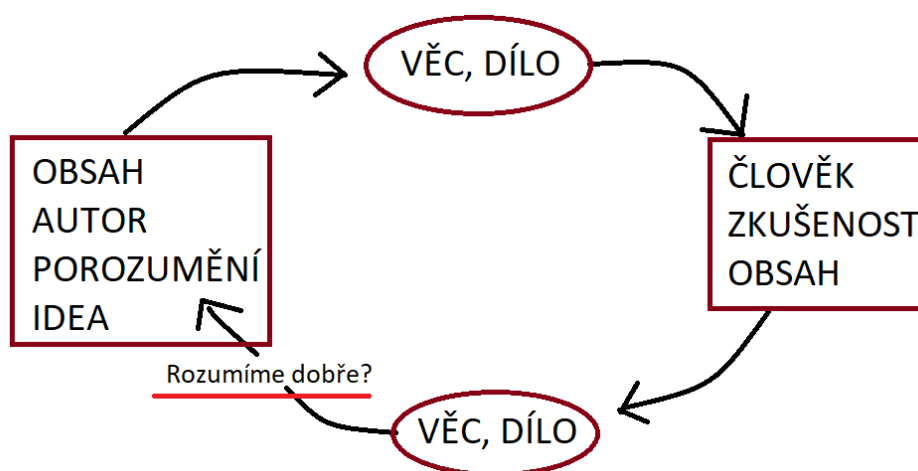 VĚC, DÍLO
OBSAH
AUTOR
POROZUMĚNÍ
IDEA
ČLOVĚK
ZKUŠENOST
OBSAH
Rozumíme dobře?
VĚC, DÍLO